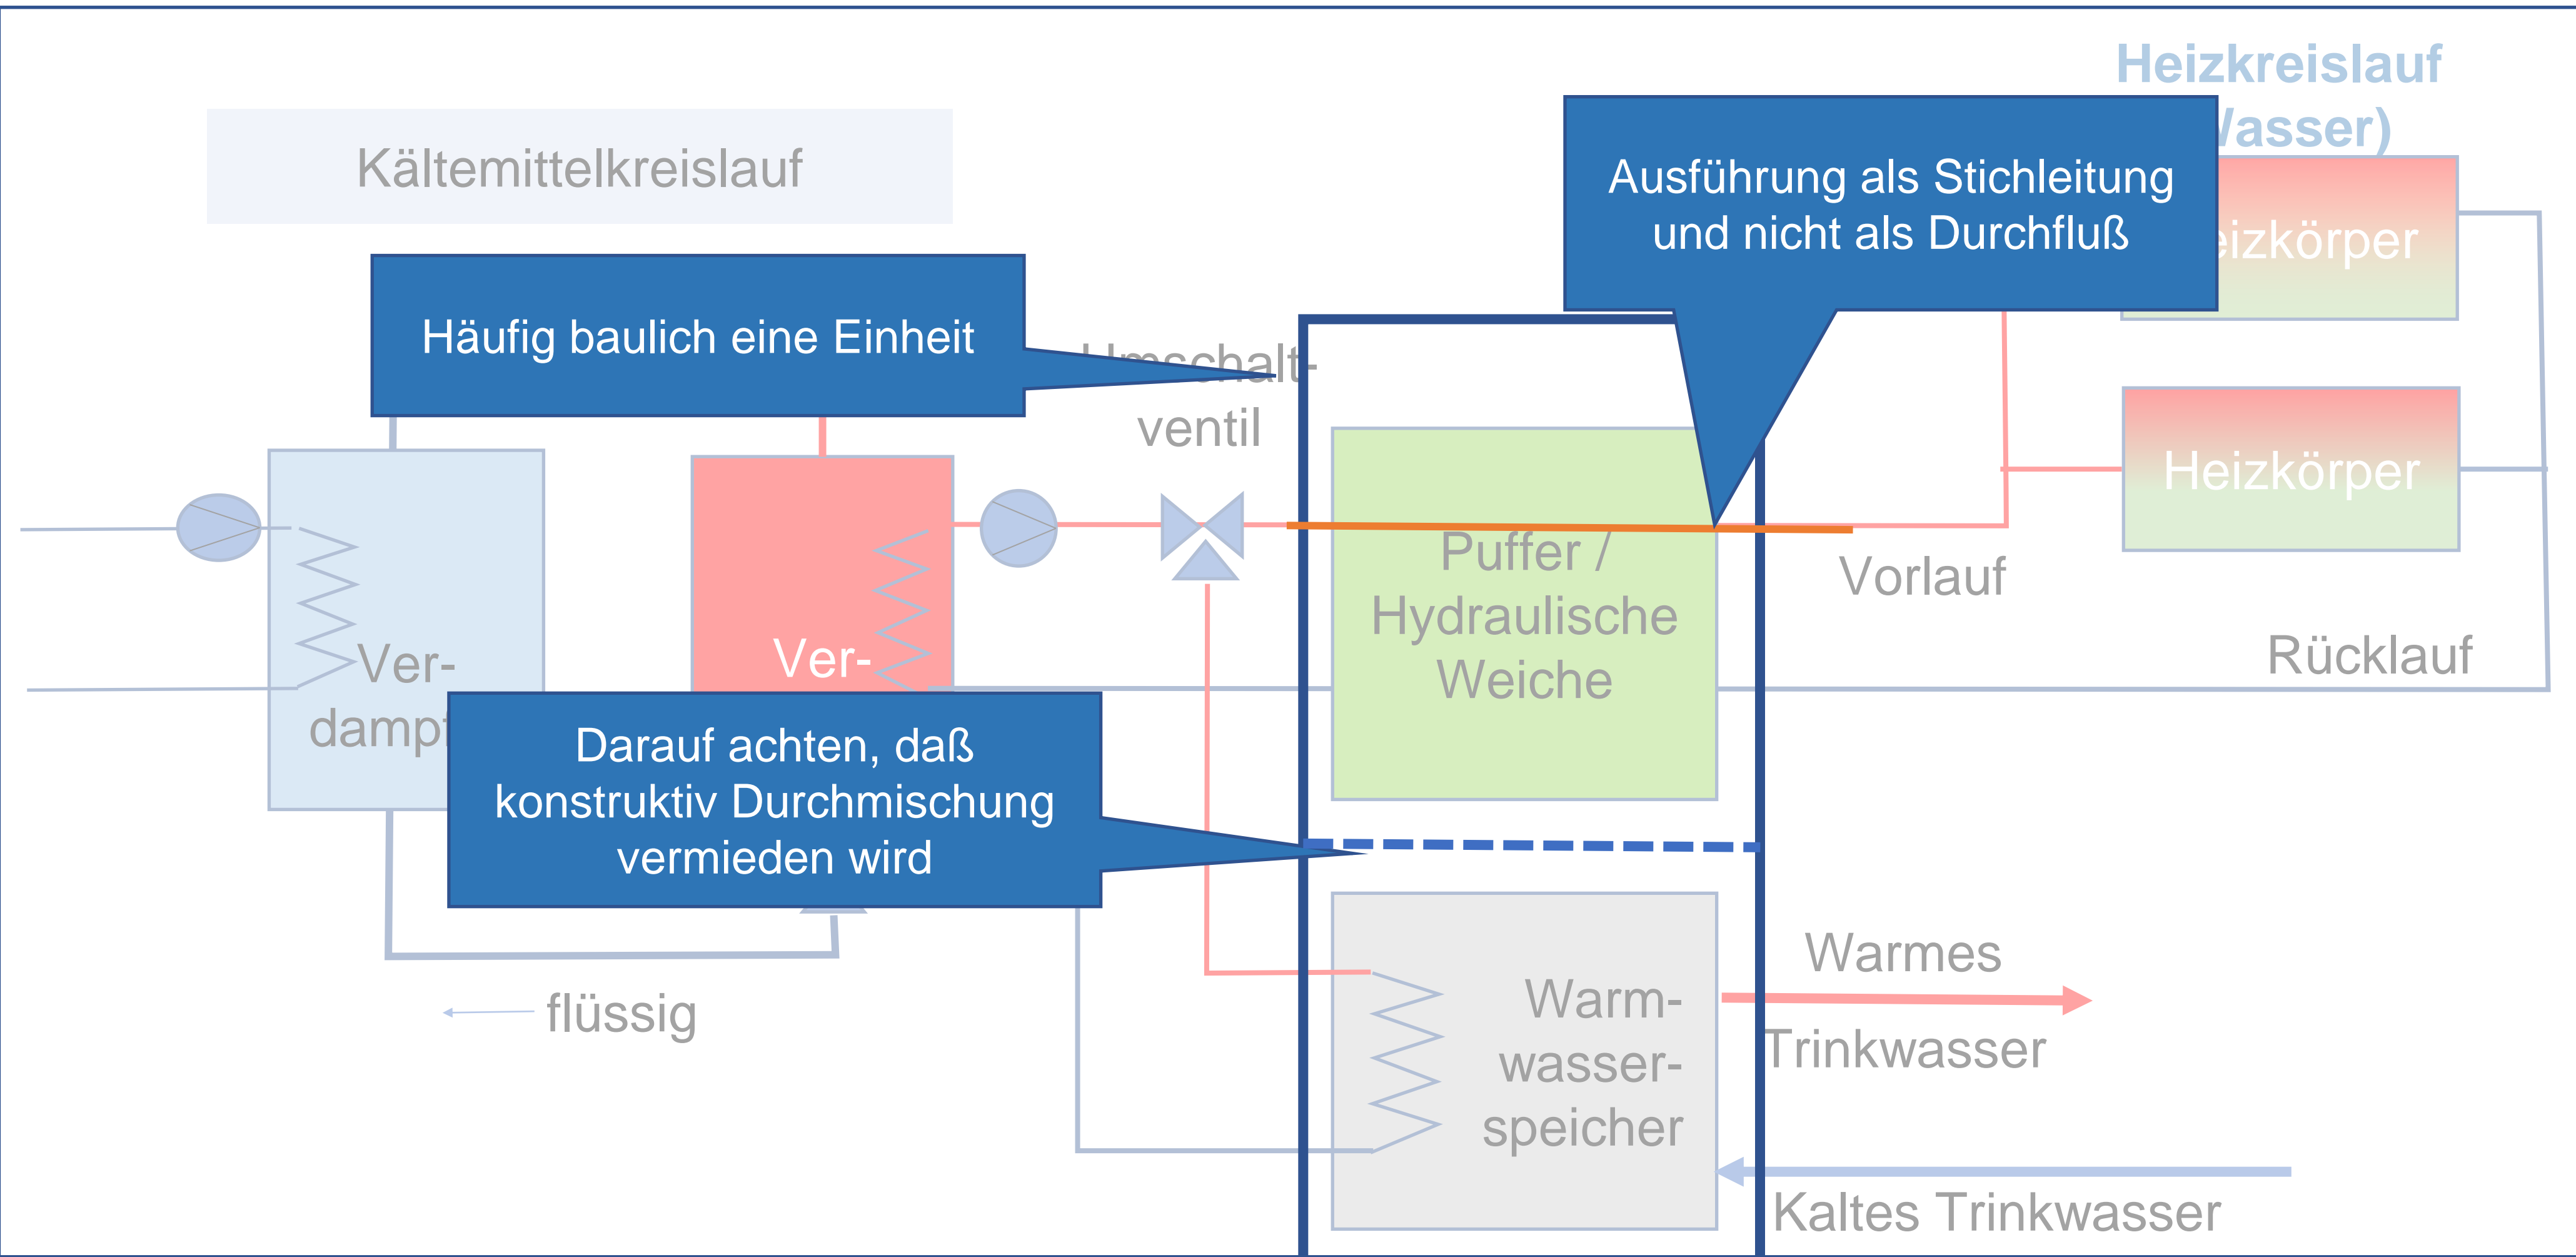 Heizkreislauf
Kältemittelkreislauf
Ausführung als Stichleitung
und nicht als Durchfluß
Häufig baulich eine Einheit
ventil
Heizkörper
Puffer /
Hydraulische
Weiche
Vorlauf
Rücklauf
Ver-
Ver-
Darauf achten, daß
konstruktiv Durchmischung
vermieden wird
flüssig
Warm-
wasser-
speicher
Warmes
Trinkwasser
Kaltes Trinkwasser